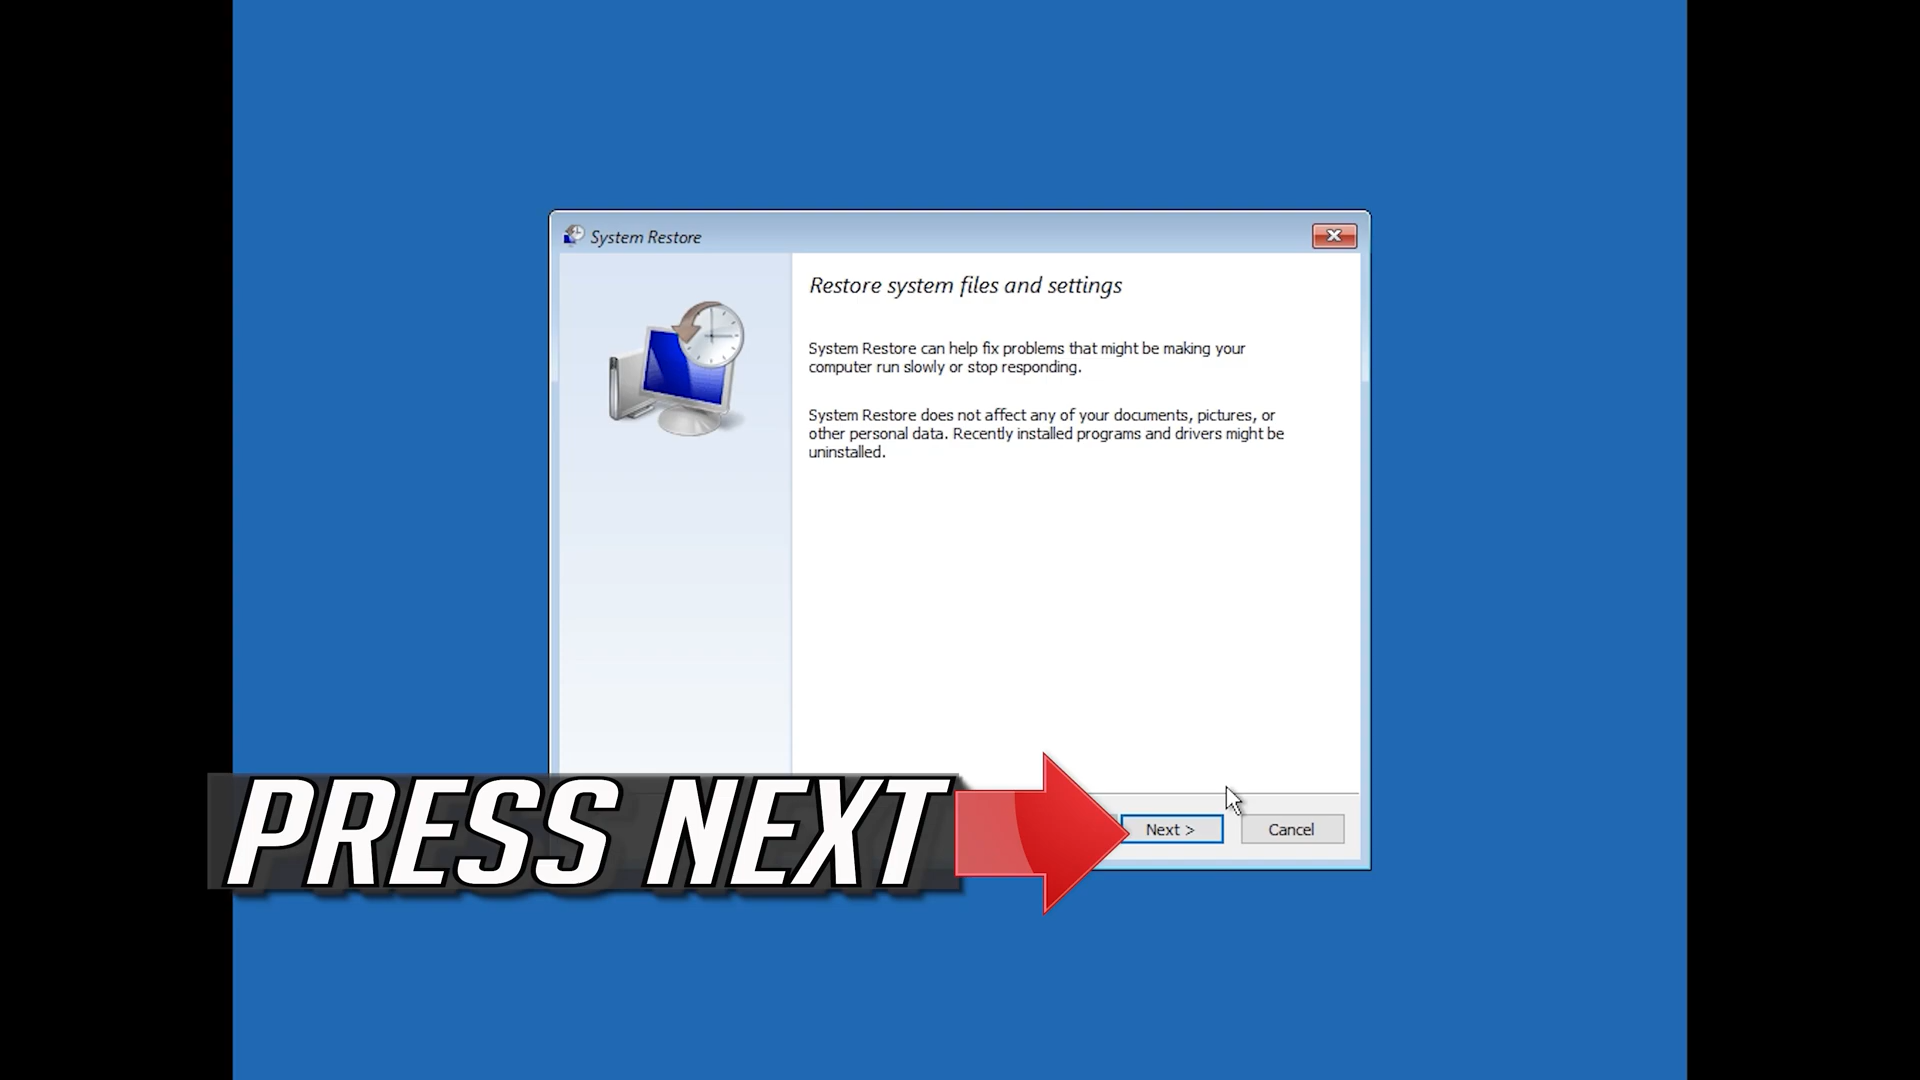 System Restore
Restore system files and settings
System Restore can help fix problems that might be making your
computer run slowly or stop responding.
System Restore does not affect any of your documents, pictures, or
other personal data. Recently installed programs and drivers might be
uninstalled.
PRESS NEXT
Next >
Cancel